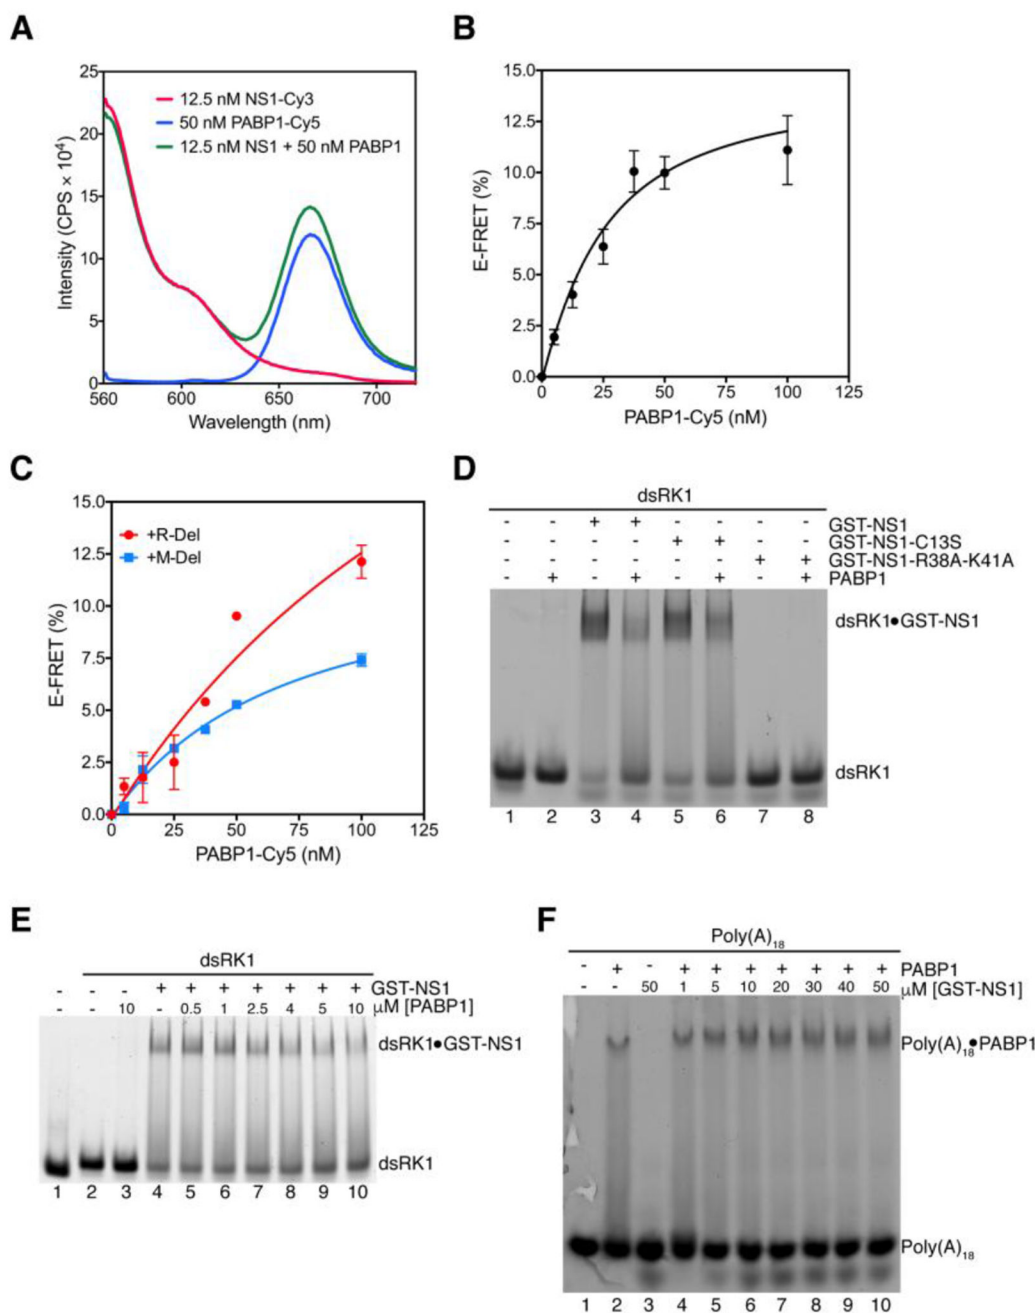 A
25
20
15
10
5
0
Intensity (CPS × 10⁴)
12.5 nM NS1-Cy3
50 nM PABP1-Cy5
12.5 nM NS1 + 50 nM PABP1
560 600 650 700
Wavelength (nm)
B
15.0
12.5
10.0
7.5
5.0
2.5
0.0
E-FRET (%)
0 25 50 75 100 125
PABP1-Cy5 (nM)
C
15.0
12.5
10.0
7.5
5.0
2.5
0.0
E-FRET (%)
+R-Del
+M-Del
0 25 50 75 100 125
PABP1-Cy5 (nM)
D
dsRK1
- - + + - - - - GST-NS1
- - - - + + - - GST-NS1-C13S
- - - - - - + + GST-NS1-R38A-K41A
- + - + - + - + PABP1
dsRK1●GST-NS1
dsRK1
1 2 3 4 5 6 7 8
E
dsRK1
- - - + + + + + + + GST-NS1
- - 10 - 0.5 1 2.5 4 5 10 μM [PABP1]
dsRK1●GST-NS1
dsRK1
1 2 3 4 5 6 7 8 9 10
F
Poly(A)₁₈
- + - + + + + + + + PABP1
- - 50 1 5 10 20 30 40 50 μM [GST-NS1]
Poly(A)₁₈●PABP1
Poly(A)₁₈
1 2 3 4 5 6 7 8 9 10